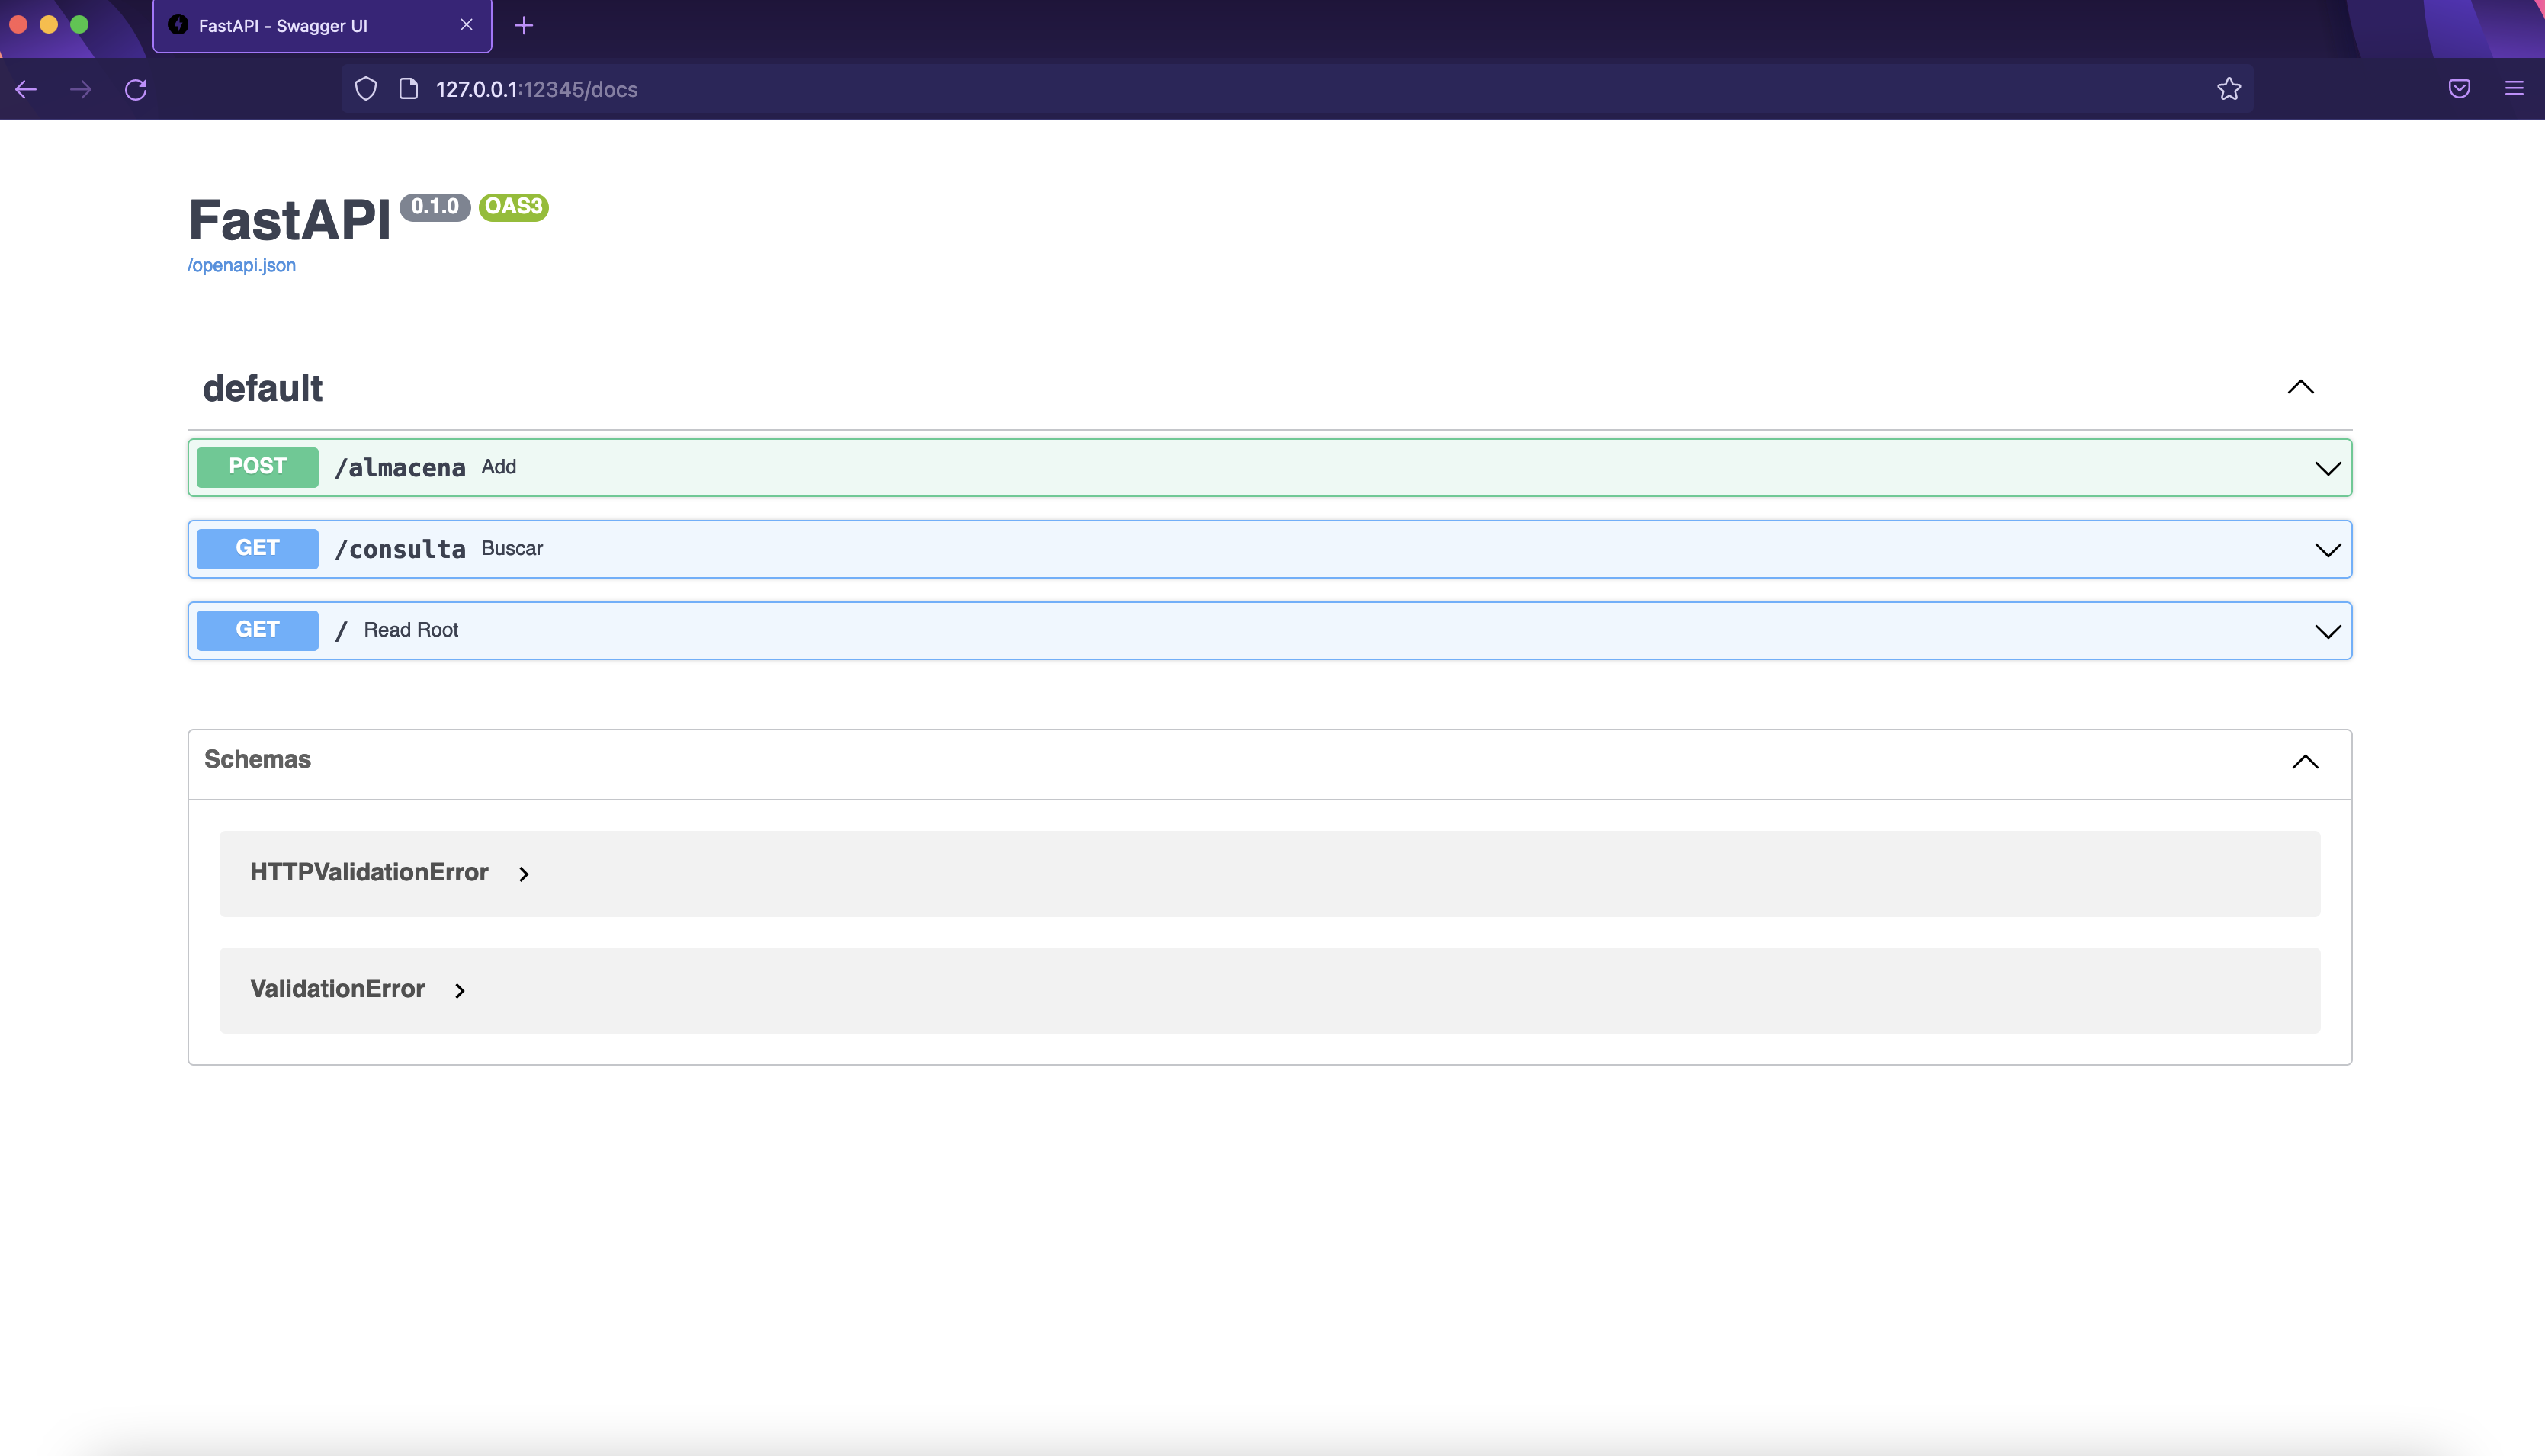 FastAPI - Swagger UI
127.0.0.1:12345/docs
FastAPI 0.1.0 OAS3
/openapi.json
default
POST /almacena Add
GET /consulta Buscar
GET / Read Root
Schemas
HTTPValidationError
ValidationError